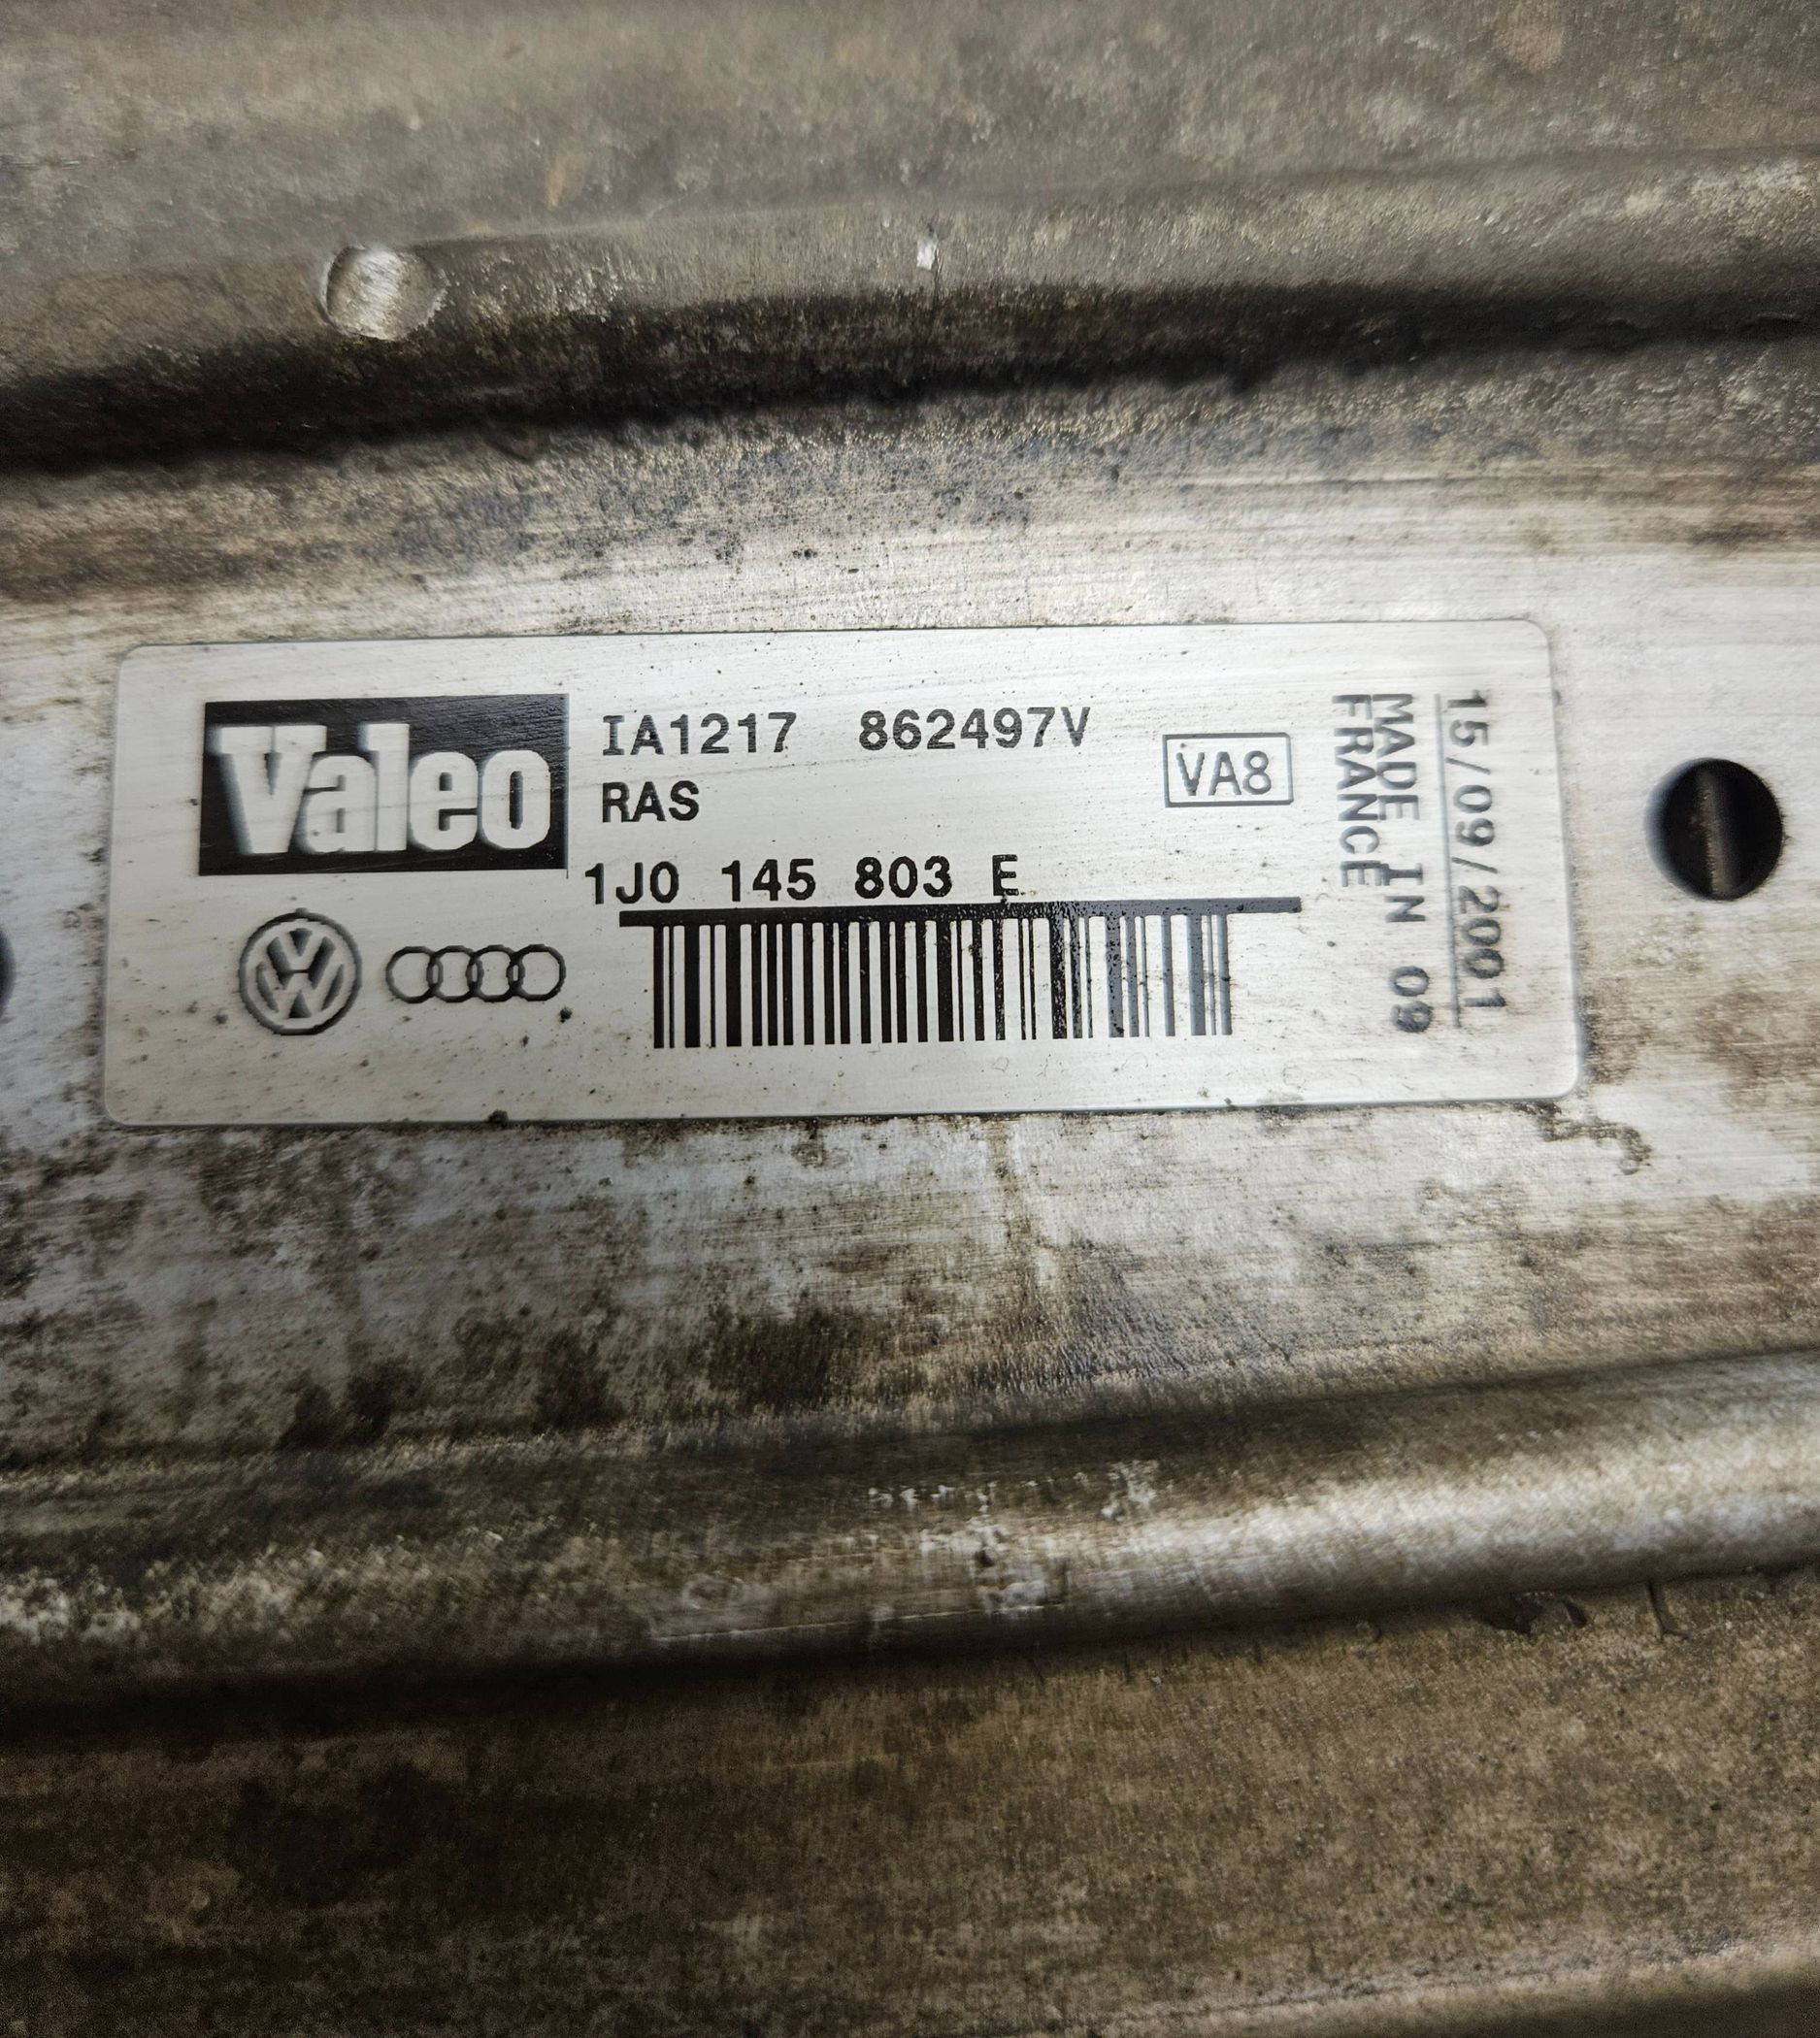 Valeo
IA1217 862497V
RAS
VA8
1J0 145 803 E
15/09/2001
MADE IN 09
FRANCE